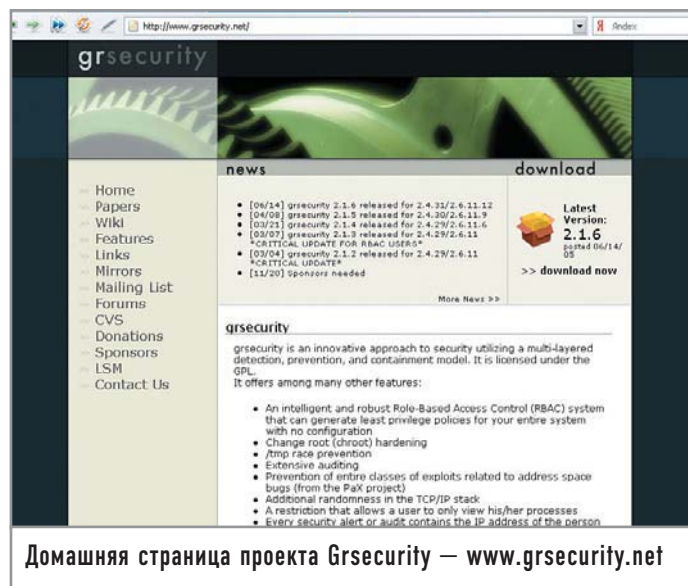 http://www.grsecurity.net/
Я Яndex
grsecurity
news
download
Home
Papers
Wiki
Features
Links
Mirrors
Mailing List
Forums
CVS
Donations
Sponsors
LSM
Contact Us
[06/14] grsecurity 2.1.6 released for 2.4.31/2.6.11.12
[04/08] grsecurity 2.1.5 released for 2.4.30/2.6.11.9
[03/21] grsecurity 2.1.4 released for 2.4.29/2.6.11.6
[03/07] grsecurity 2.1.3 released for 2.4.29/2.6.11
*CRITICAL UPDATE FOR RBAC USERS*
[03/04] grsecurity 2.1.2 released for 2.4.29/2.6.11
*CRITICAL UPDATE*
[11/20] Sponsors needed
More News >>
Latest
Version:
2.1.6
posted 06/14/
05
>> download now
grsecurity
grsecurity is an innovative approach to security utilizing a multi-layered
detection, prevention, and containment model. It is licensed under the
GPL.
It offers among many other features:
An intelligent and robust Role-Based Access Control (RBAC) system
that can generate least privilege policies for your entire system
with no configuration
Change root (chroot) hardening
/tmp race prevention
Extensive auditing
Prevention of entire classes of exploits related to address space
bugs (from the PaX project)
Additional randomness in the TCP/IP stack
A restriction that allows a user to only view his/her processes
Every security alert or audit contains the IP address of the person
Домашняя страница проекта Grsecurity — www.grsecurity.net